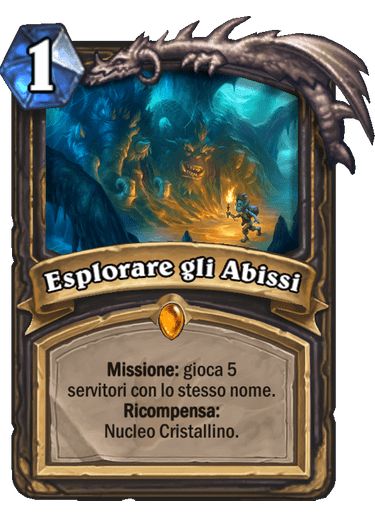 1
Esplorare gli Abissi
Missione: gioca 5
servitori con lo stesso nome.
Ricompensa:
Nucleo Cristallino.